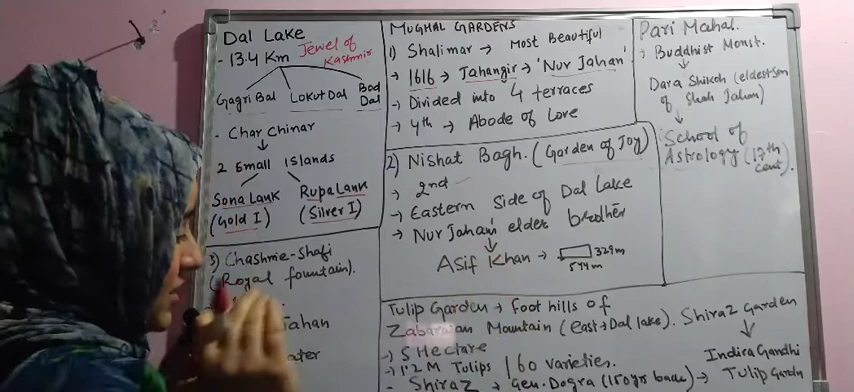 Dal Lake
- 13.4 Km Jewel of
Kashmir
Gagri Bal Lokut Dal Bod
Dal
- Char Chinar
2 Small Islands
Sona Lank Rupa Lank
(Gold I) (Silver I)
3) Chashme-Shafi
(Royal fountain).
Jahan
ater
MUGHAL GARDENS
1) Shalimar → Most Beautiful
→ 1616 → Jahangir → 'Nur Jahan'
→ Divided into 4 terraces
→ 4th → Abode of Love
2) Nishat Bagh. (Garden of Joy)
→ 2nd
→ Eastern Side of Dal Lake
→ Nur Jahan's elder brother
Asif Khan → 329m
544m
Tulip Garden → Foot hills of
Zabarwan Mountain (east → Dal lake). Shiraz Garden
→ 5 Hectare
→ 1.2 M Tulips | 60 varieties.
- Shiraz → Gen. Dogra (150 yrs back) →
Indira Gandhi
Tulip Garden
Pari Mahal.
→ Buddhist Monst.
Dara Shikoh (eldest son
of Shah Jahan)
School of
Astrology (17th
cent).